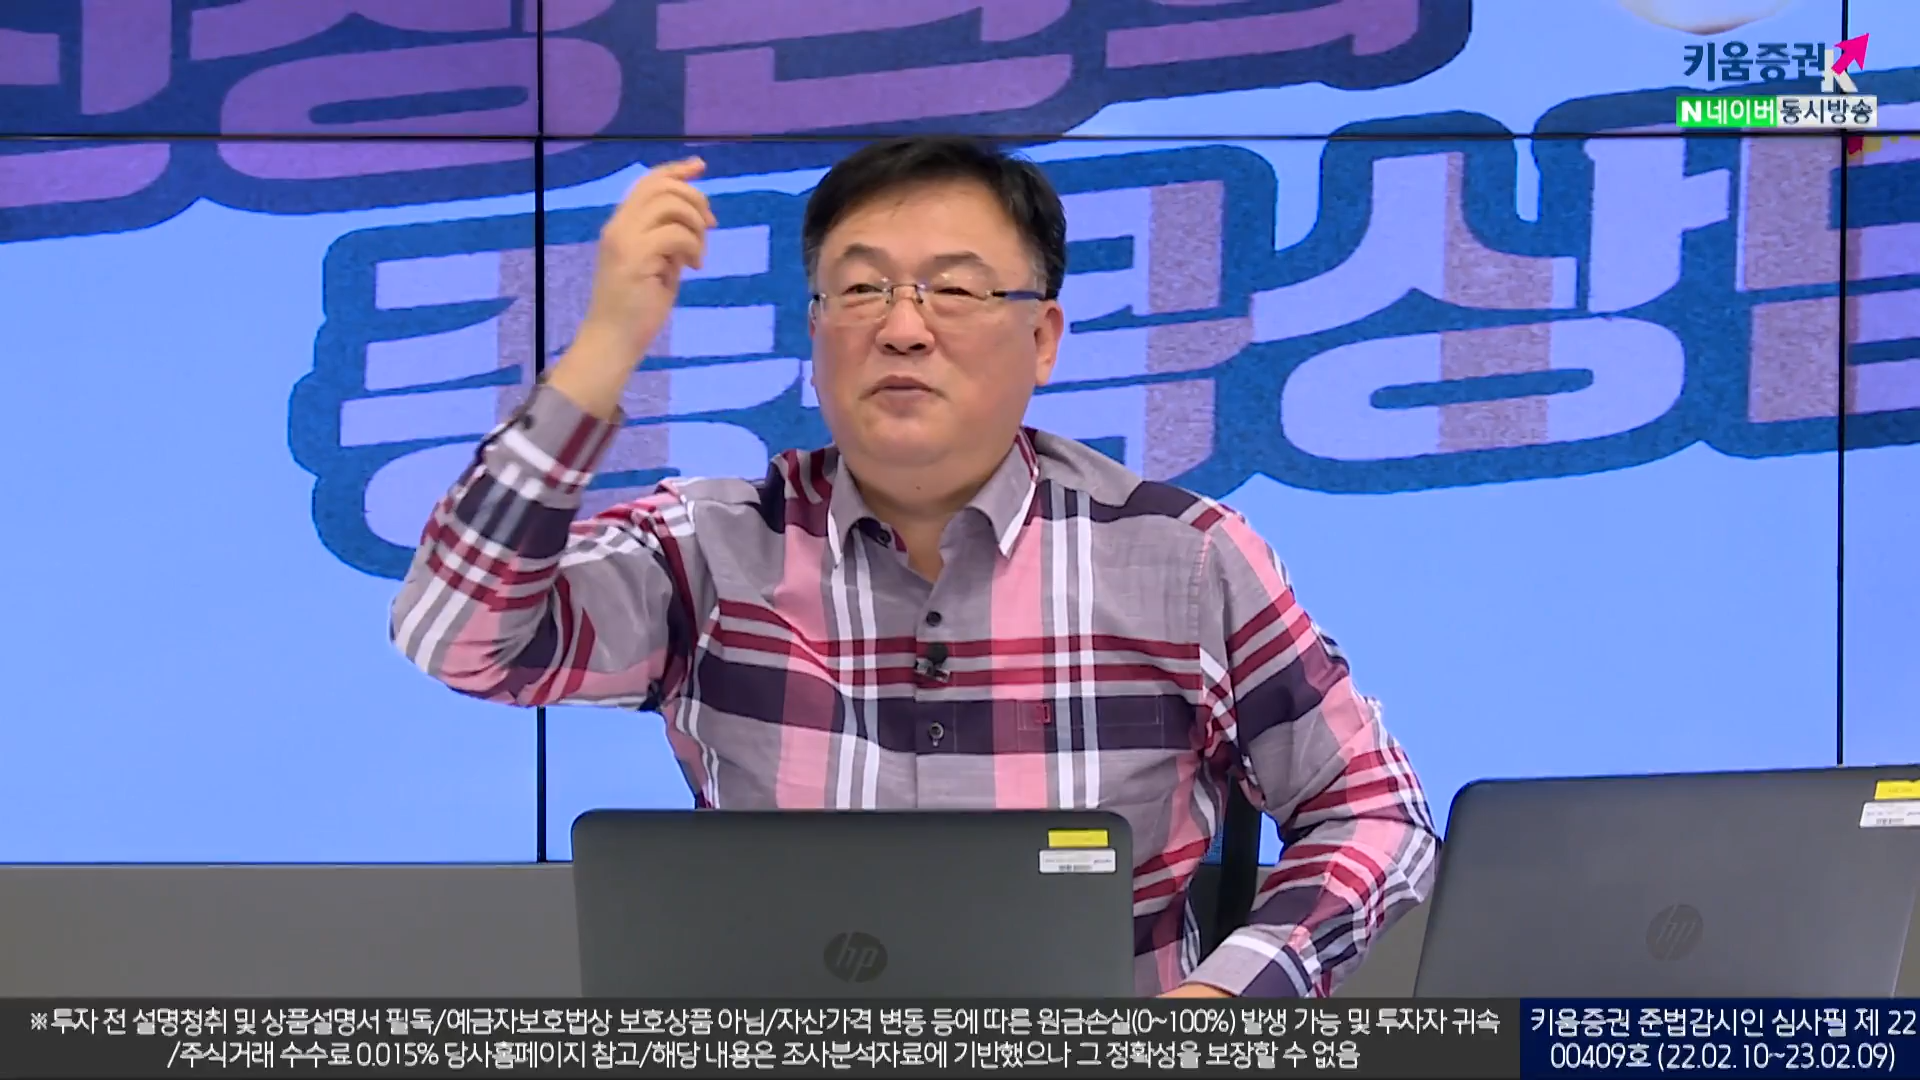 키움증권
N 네이버 동시방송
종목상
hp
hp
※투자 전 설명청취 및 상품설명서 필독/예금자보호법상 보호상품 아님/자산가격 변동 등에 따른 원금손실(0~100%) 발생 가능 및 투자자 귀속
/주식거래 수수료 0.015% 당사홈페이지 참고/해당 내용은 조사분석자료에 기반했으나 그 정확성을 보장할 수 없음
키움증권 준법감시인 심사필 제 22
00409호 (22.02.10~23.02.09)